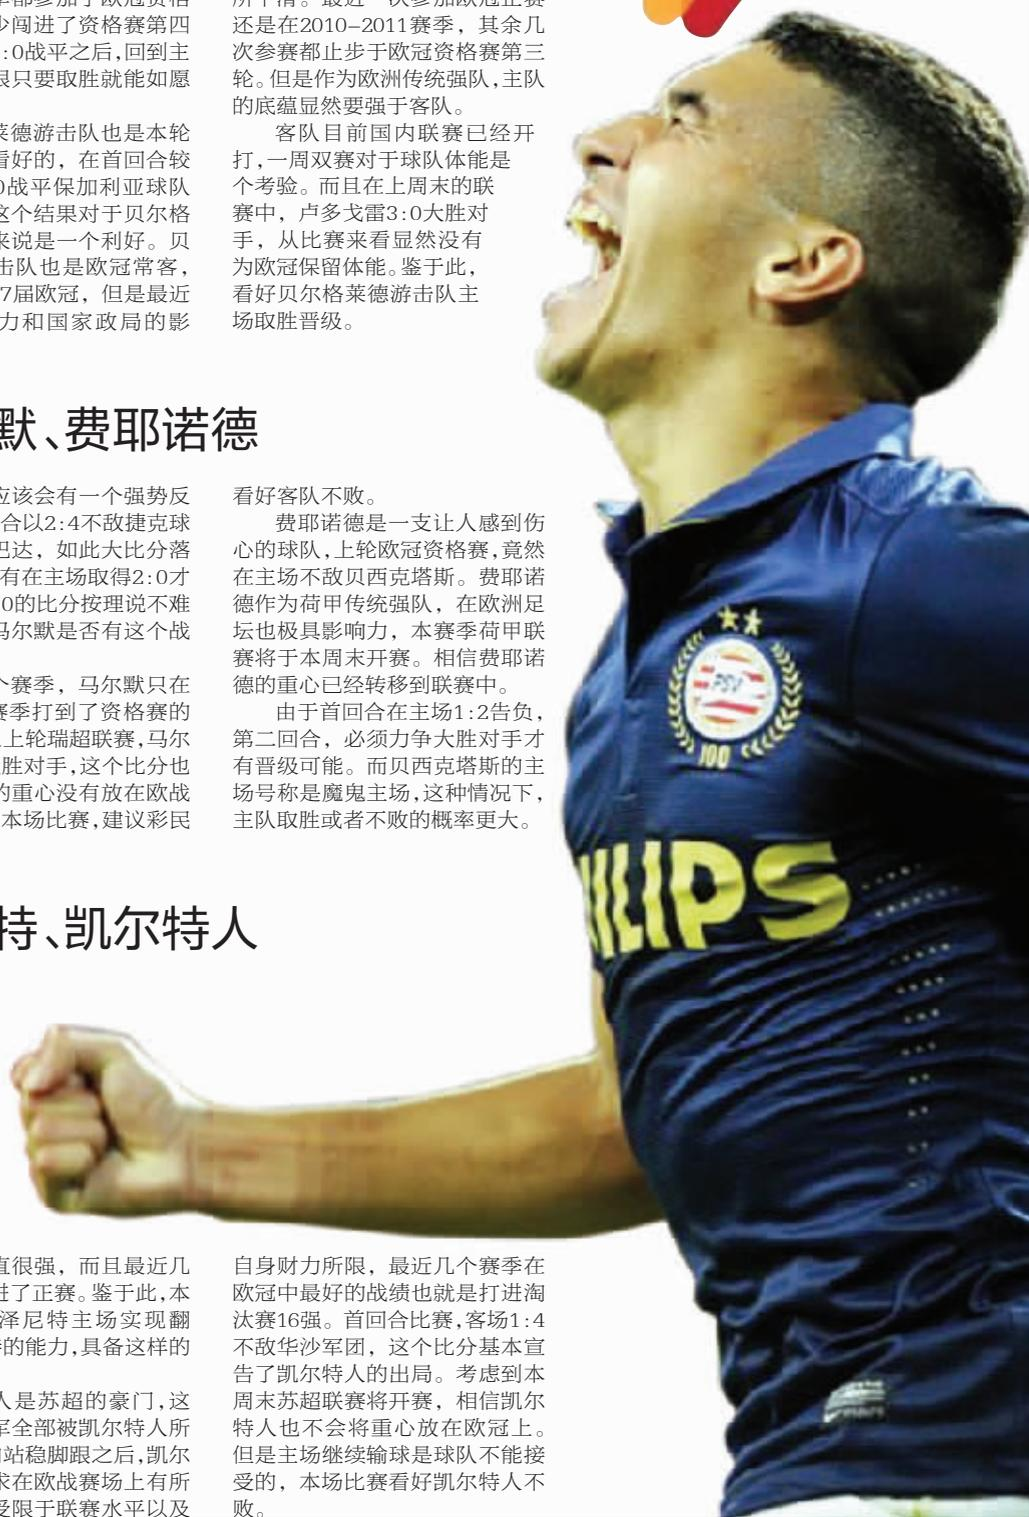 少闯进了资格赛第四
:0战平之后,回到主
只要取胜就能如愿
莱德游击队也是本轮
看好的，在首回合较
0战平保加利亚球队
这个结果对于贝尔格
来说是一个利好。贝
击队也是欧冠常客，
7届欧冠，但是最近
力和国家政局的影
还是在2010-2011赛季，其余几
次参赛都止步于欧冠资格赛第三
轮。但是作为欧洲传统强队,主队
的底蕴显然要强于客队。
客队目前国内联赛已经开
打,一周双赛对于球队体能是
个考验。而且在上周末的联
赛中，卢多戈雷3:0大胜对
手，从比赛来看显然没有
为欧冠保留体能。鉴于此，
看好贝尔格莱德游击队主
场取胜晋级。
默、费耶诺德
应该会有一个强势反
合以2:4不敌捷克球
巴达，如此大比分落
有在主场取得2:0才
0的比分按理说不难
马尔默是否有这个战
个赛季，马尔默只在
赛季打到了资格赛的
上轮瑞超联赛,马尔
胜对手,这个比分也
的重心没有放在欧战
本场比赛,建议彩民
看好客队不败。
费耶诺德是一支让人感到伤
心的球队,上轮欧冠资格赛,竟然
在主场不敌贝西克塔斯。费耶诺
德作为荷甲传统强队，在欧洲足
坛也极具影响力，本赛季荷甲联
赛将于本周末开赛。相信费耶诺
德的重心已经转移到联赛中。
由于首回合在主场1:2告负，
第二回合，必须力争大胜对手才
有晋级可能。而贝西克塔斯的主
场号称是魔鬼主场,这种情况下，
主队取胜或者不败的概率更大。
特、凯尔特人
直很强，而且最近几
进了正赛。鉴于此,本
泽尼特主场实现翻
的能力,具备这样的
人是苏超的豪门,这
军全部被凯尔特人所
站稳脚跟之后,凯尔
求在欧战赛场上有所
受限于联赛水平以及
自身财力所限，最近几个赛季在
欧冠中最好的战绩也就是打进淘
汰赛16强。首回合比赛,客场1:4
不敌华沙军团，这个比分基本宣
告了凯尔特人的出局。考虑到本
周末苏超联赛将开赛，相信凯尔
特人也不会将重心放在欧冠上。
但是主场继续输球是球队不能接
受的，本场比赛看好凯尔特人不
败。
PSV
100
HILIPS